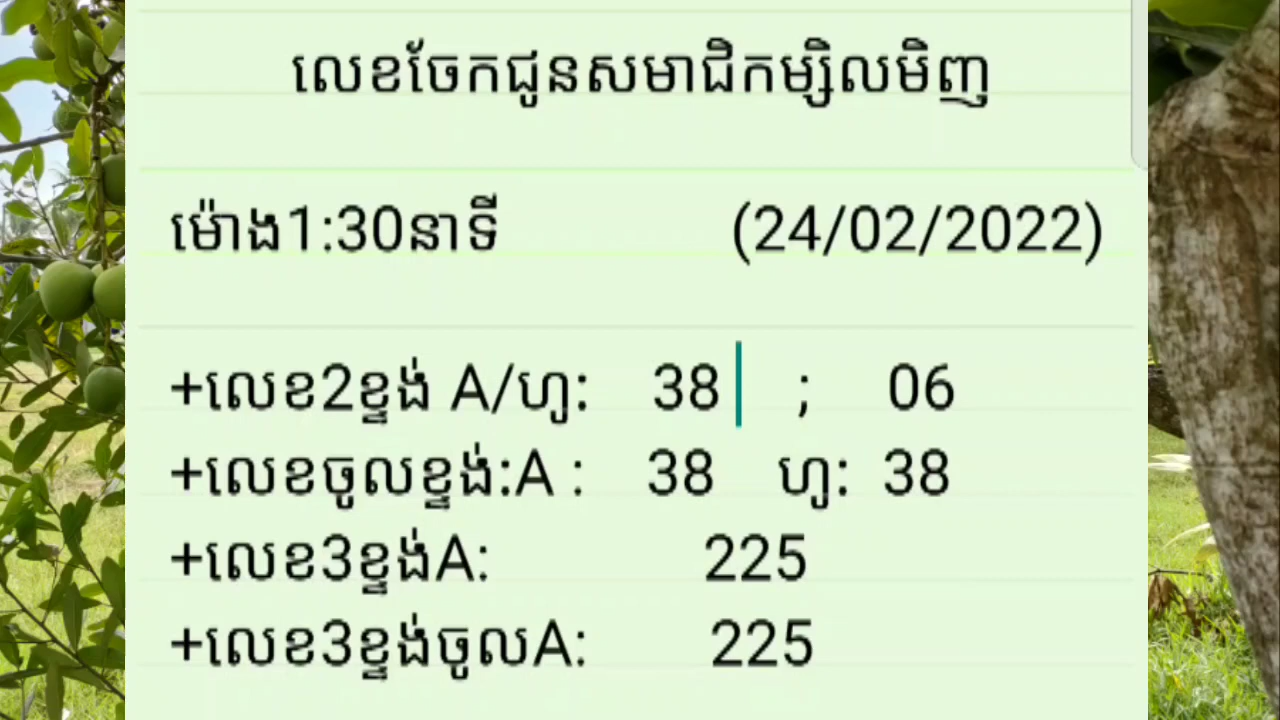 លេខចែកជូនសមាជិកម្សិលមិញ
ម៉ោង1:30នាទី (24/02/2022)
+លេខ2ខ្ទង់ A/ហូ: 38 ; 06
+លេខចូលខ្ទង់:A : 38 ហូ: 38
+លេខ3ខ្ទង់A: 225
+លេខ3ខ្ទង់ចូលA: 225